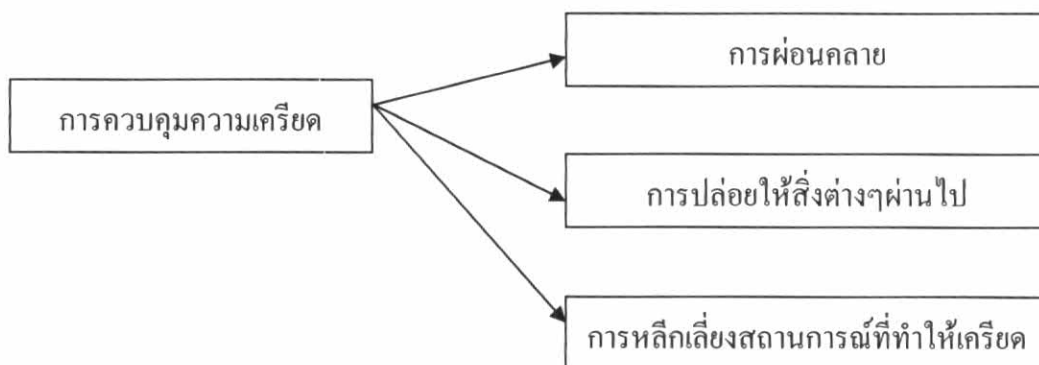 การผ่อนคลาย
การควบคุมความเครียด
การปล่อยให้สิ่งต่างๆผ่านไป
การหลีกเลี่ยงสถานการณ์ที่ทำให้เครียด